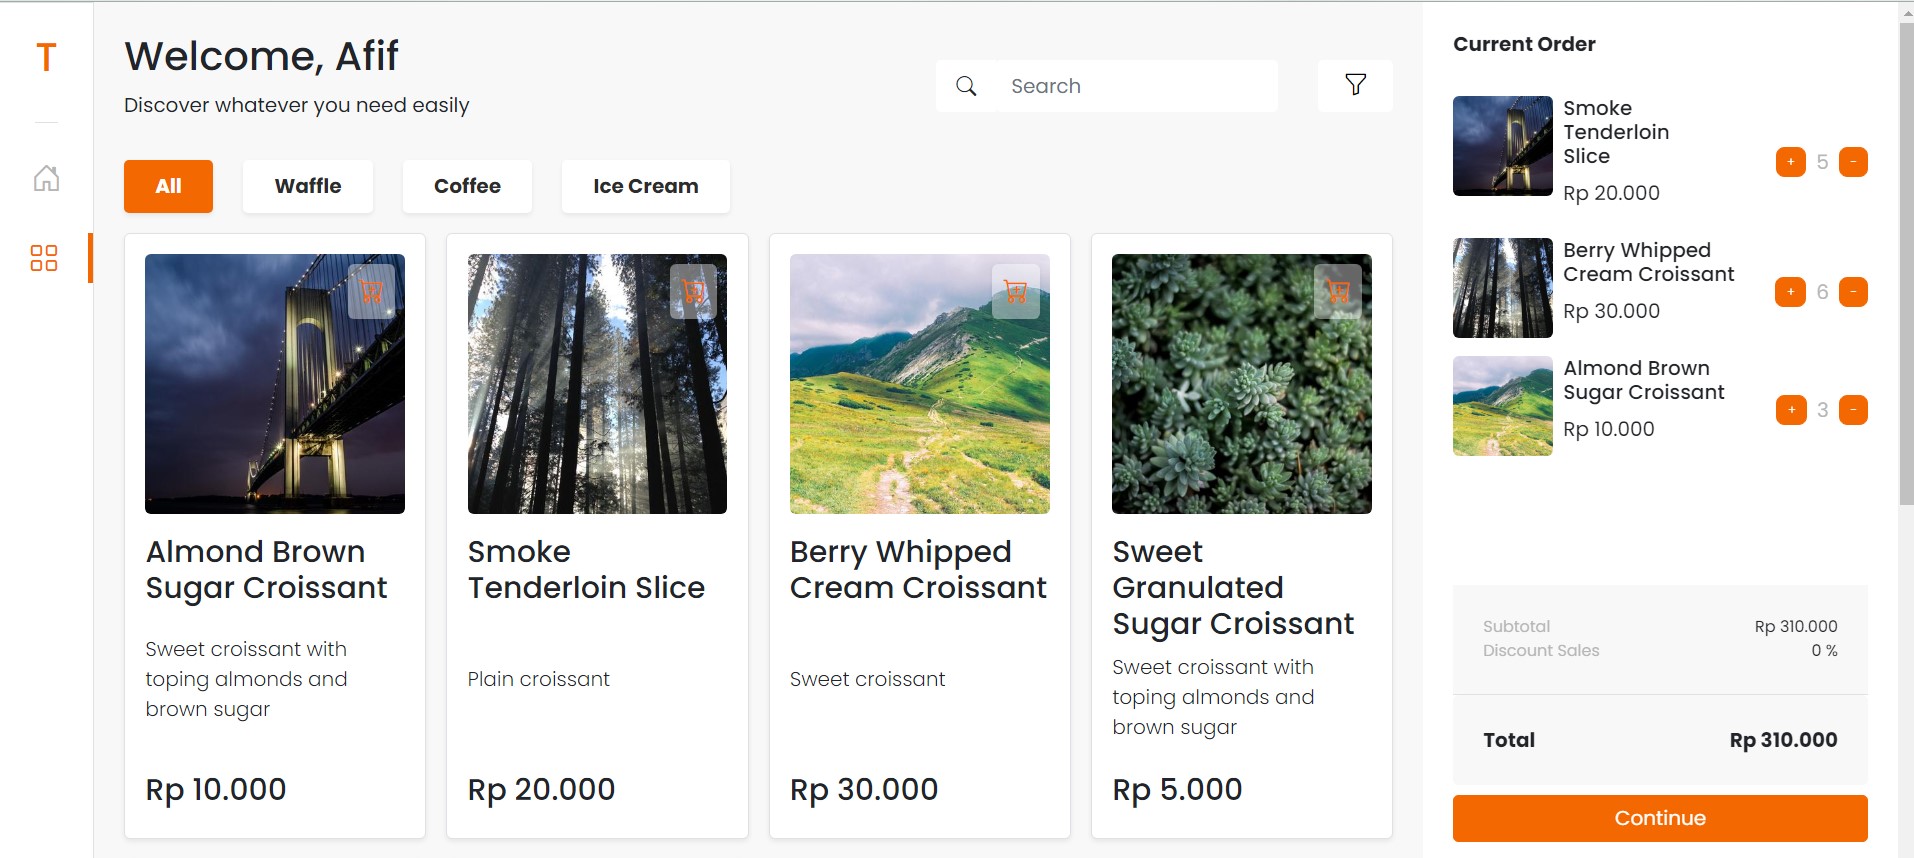 T
Welcome, Afif
Discover whatever you need easily
Search
All
Waffle
Coffee
Ice Cream
Almond Brown
Sugar Croissant
Sweet croissant with
toping almonds and
brown sugar
Rp 10.000
Smoke
Tenderloin Slice
Plain croissant
Rp 20.000
Berry Whipped
Cream Croissant
Sweet croissant
Rp 30.000
Sweet
Granulated
Sugar Croissant
Sweet croissant with
toping almonds and
brown sugar
Rp 5.000
Current Order
Smoke
Tenderloin
Slice
Rp 20.000
+ 5 -
Berry Whipped
Cream Croissant
Rp 30.000
+ 6 -
Almond Brown
Sugar Croissant
Rp 10.000
+ 3 -
Subtotal Rp 310.000
Discount Sales 0 %
Total Rp 310.000
Continue